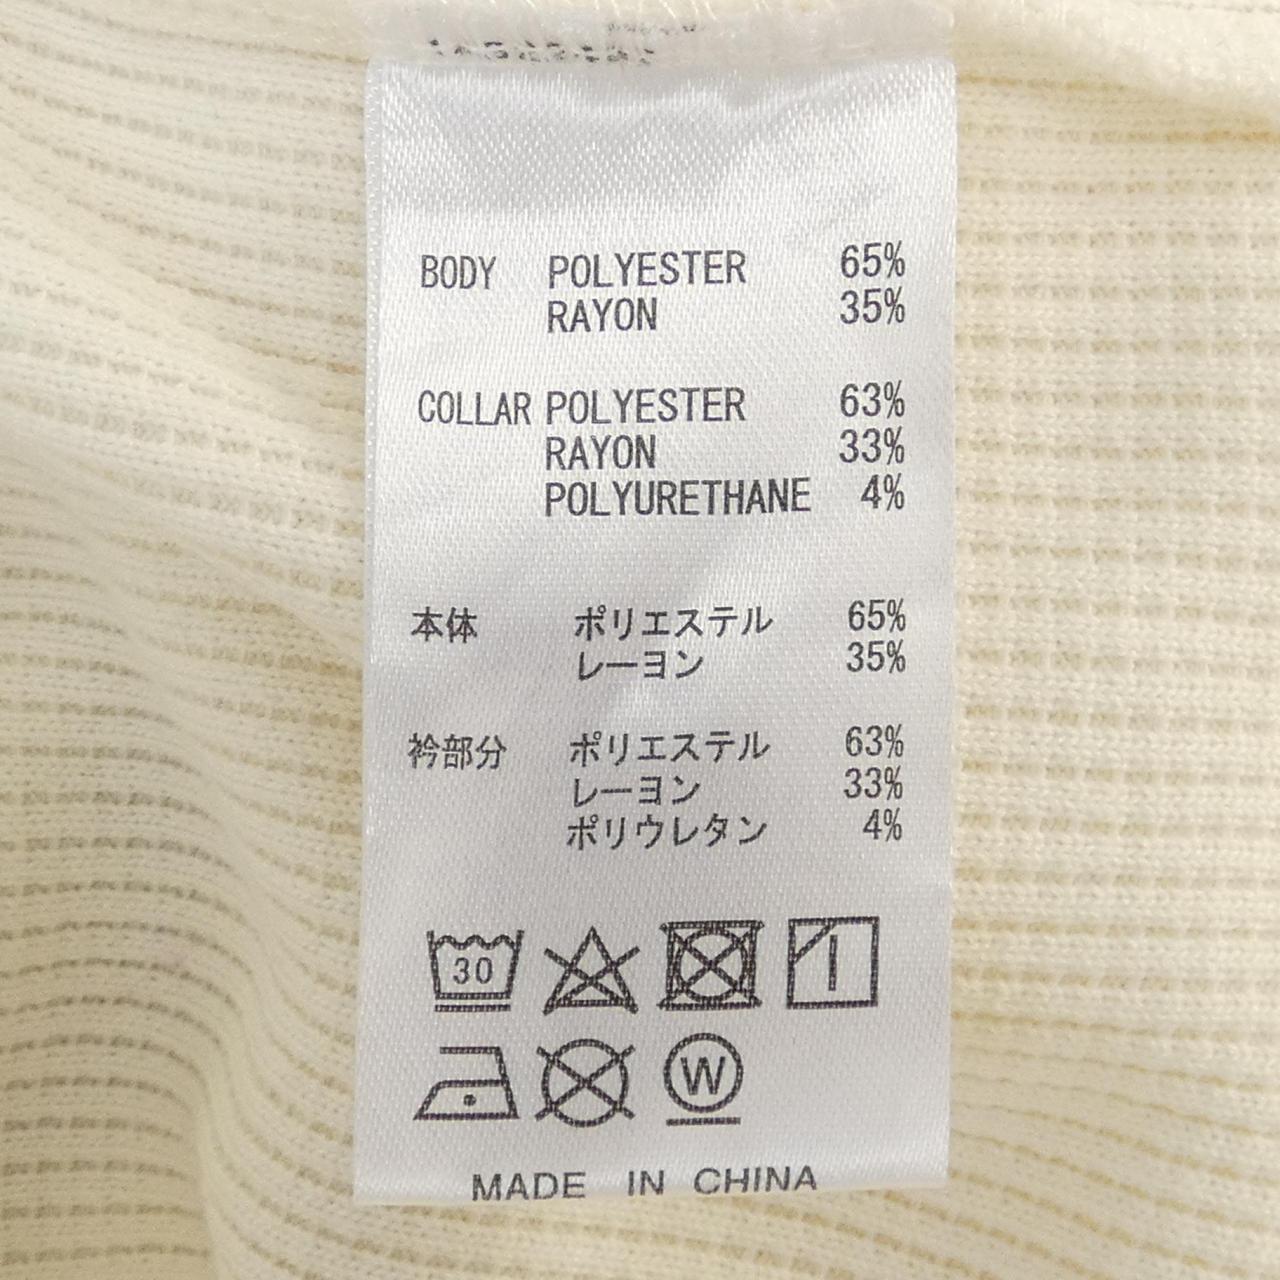 BODY POLYESTER 65%
RAYON 35%
COLLAR POLYESTER 63%
RAYON 33%
POLYURETHANE 4%
本体 ポリエステル 65%
レーヨン 35%
衿部分 ポリエステル 63%
レーヨン 33%
ポリウレタン 4%
30
W
MADE IN CHINA